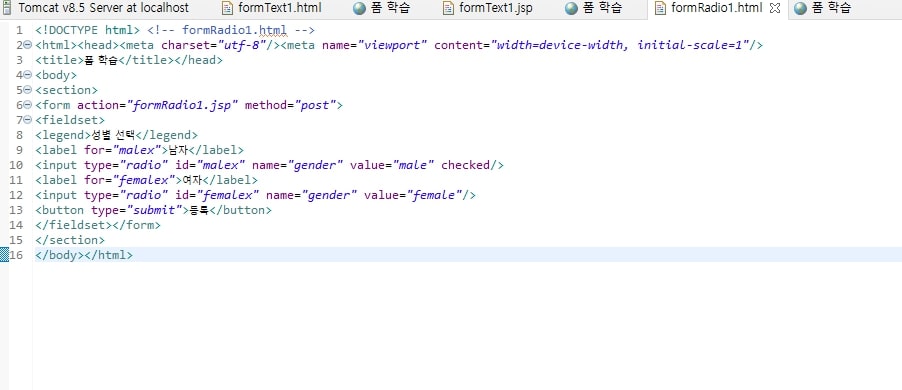 Tomcat v8.5 Server at localhost formText1.html 폼 학습 formText1.jsp 폼 학습 formRadio1.html 폼 학습
1 <!DOCTYPE html> <!-- formRadio1.html -->
2 <html><head><meta charset="utf-8"/><meta name="viewport" content="width=device-width, initial-scale=1"/>
3 <title>폼 학습</title></head>
4 <body>
5 <section>
6 <form action="formRadio1.jsp" method="post">
7 <fieldset>
8 <legend>성별 선택</legend>
9 <label for="malex">남자</label>
10 <input type="radio" id="malex" name="gender" value="male" checked/>
11 <label for="femalex">여자</label>
12 <input type="radio" id="femalex" name="gender" value="female"/>
13 <button type="submit">등록</button>
14 </fieldset></form>
15 </section>
16 </body></html>